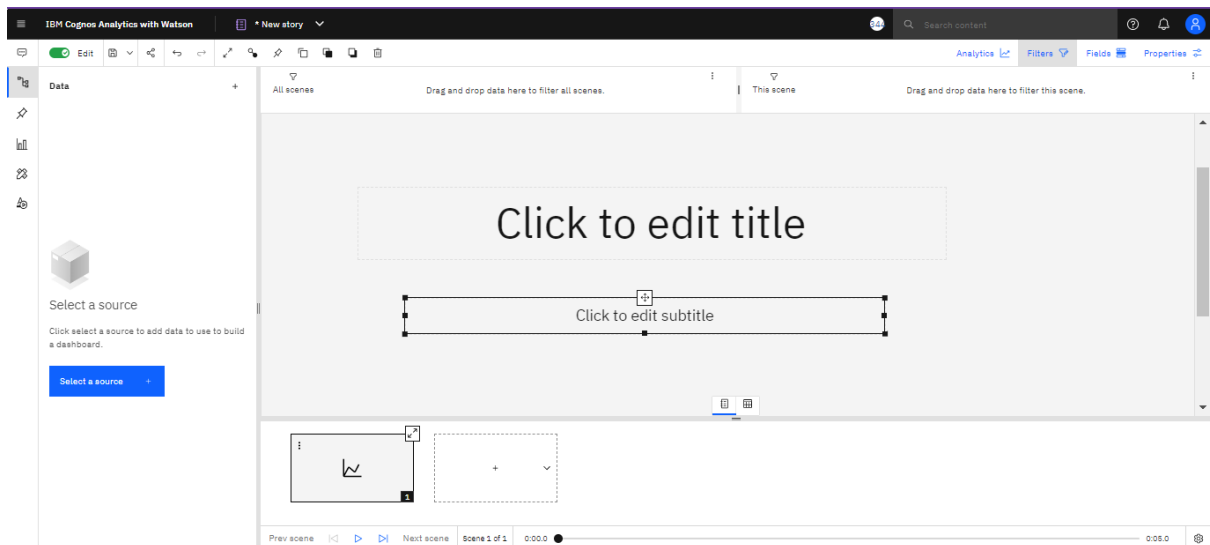 IBM Cognos Analytics with Watson
* New story
344
Search content
Edit
Analytics
Filters
Fields
Properties
Data
All scenes
Drag and drop data here to filter all scenes.
This scene
Drag and drop data here to filter this scene.
Click to edit title
Click to edit subtitle
Select a source
Click select a source to add data to use to build
a dashboard.
Select a source
1
Prev scene
Next scene
Scene 1 of 1
0:00.0
0:05.0